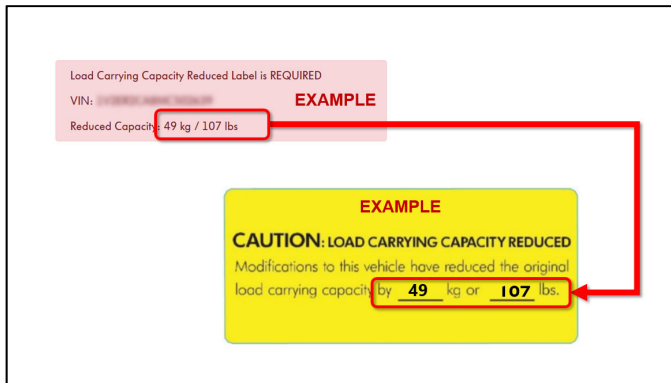 Load Carrying Capacity Reduced Label is REQUIRED
VIN:
EXAMPLE
Reduced Capacity: 49 kg / 107 lbs
EXAMPLE
CAUTION: LOAD CARRYING CAPACITY REDUCED
Modifications to this vehicle have reduced the original
load carrying capacity by 49 kg or 107 lbs.